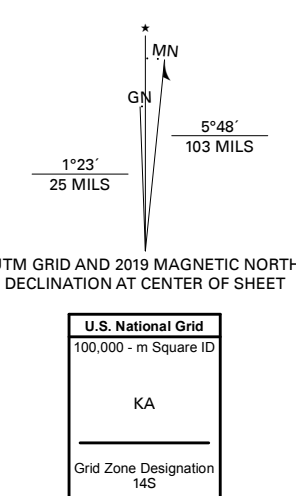 ★
MN
GN
5°48´
103 MILS
1°23´
25 MILS
UTM GRID AND 2019 MAGNETIC NORTH
DECLINATION AT CENTER OF SHEET
U.S. National Grid
100,000 - m Square ID
KA
Grid Zone Designation
14S